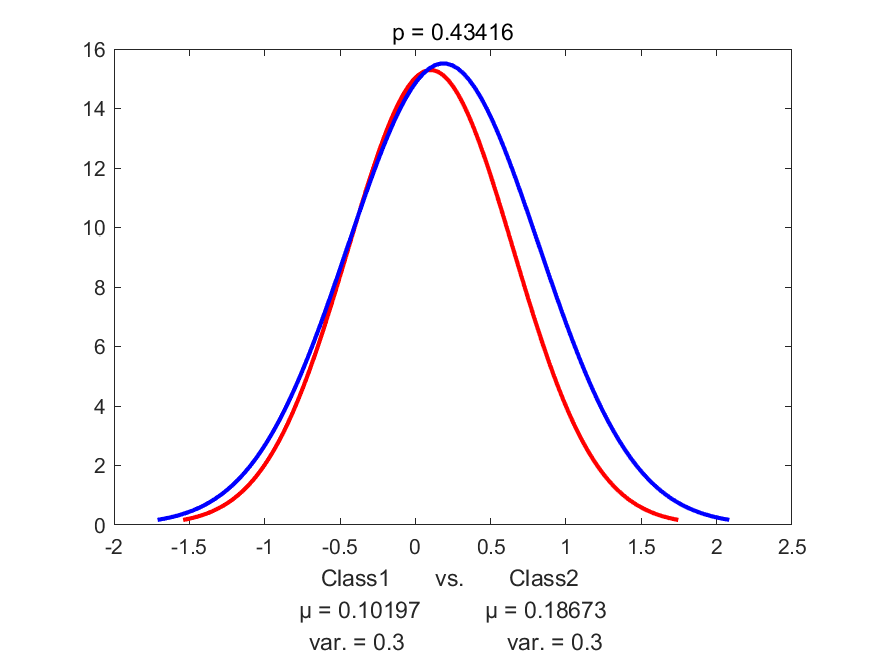 p = 0.43416
16
14
12
10
8
6
4
2
0
-2 -1.5 -1 -0.5 0 0.5 1 1.5 2 2.5
Class1 vs. Class2
μ = 0.10197 μ = 0.18673
var. = 0.3 var. = 0.3